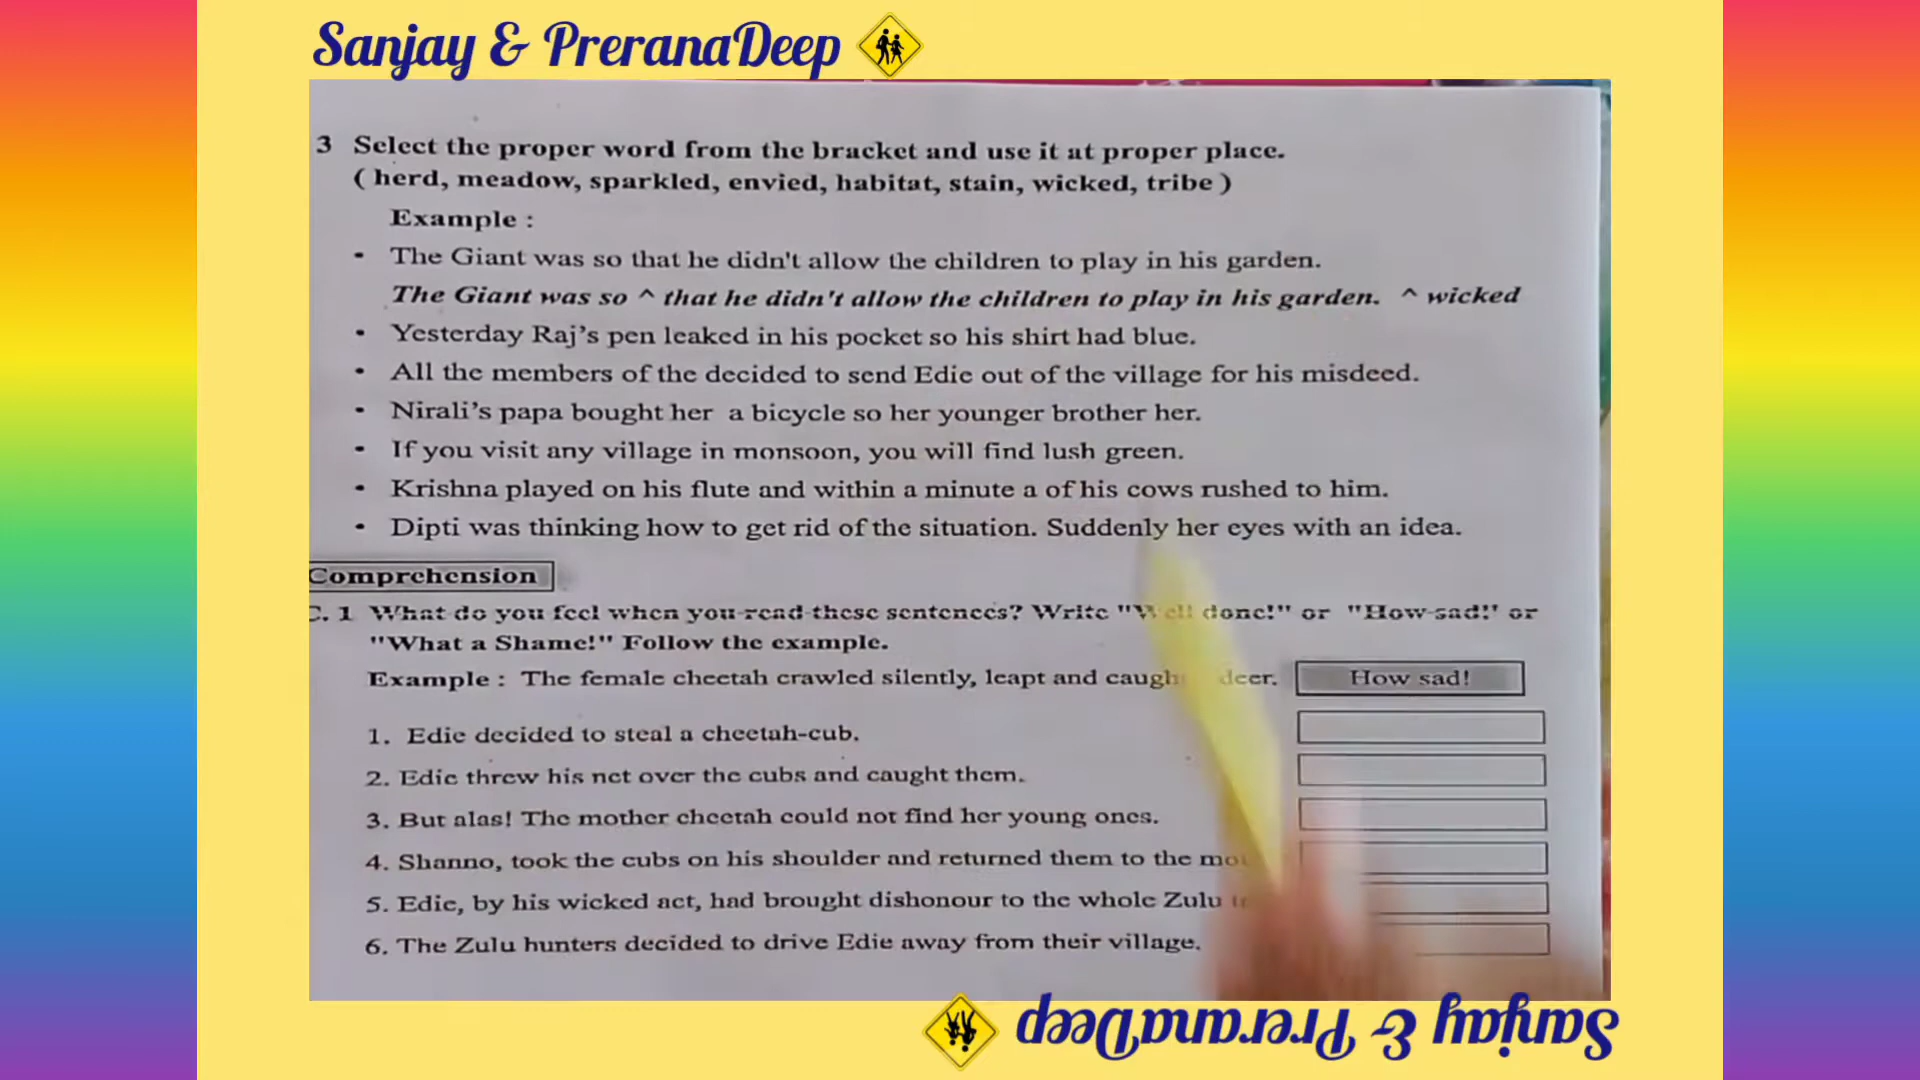 Sanjay & PreranaDeep
3 Select the proper word from the bracket and use it at proper place.
( herd, meadow, sparkled, envied, habitat, stain, wicked, tribe )
Example :
• The Giant was so that he didn't allow the children to play in his garden.
The Giant was so ^ that he didn't allow the children to play in his garden. ^ wicked
• Yesterday Raj's pen leaked in his pocket so his shirt had blue.
• All the members of the decided to send Edie out of the village for his misdeed.
• Nirali's papa bought her a bicycle so her younger brother her.
• If you visit any village in monsoon, you will find lush green.
• Krishna played on his flute and within a minute a of his cows rushed to him.
• Dipti was thinking how to get rid of the situation. Suddenly her eyes with an idea.
Comprehension
C. 1 What do you feel when you read these sentences? Write "Well done!" or "How sad!" or
"What a Shame!" Follow the example.
Example : The female cheetah crawled silently, leapt and deer. How sad!
1. Edie decided to steal a cheetah-cub.
2. Edie threw his net over the cubs and caught them.
3. But alas! The mother cheetah could not find her young ones.
4. Shanno, took the cubs on his shoulder and returned them to the
5. Edie, by his wicked act, had brought dishonour to the whole Zulu
6. The Zulu hunters decided to drive Edie away from their village.
Sanjay & PreranaDeep